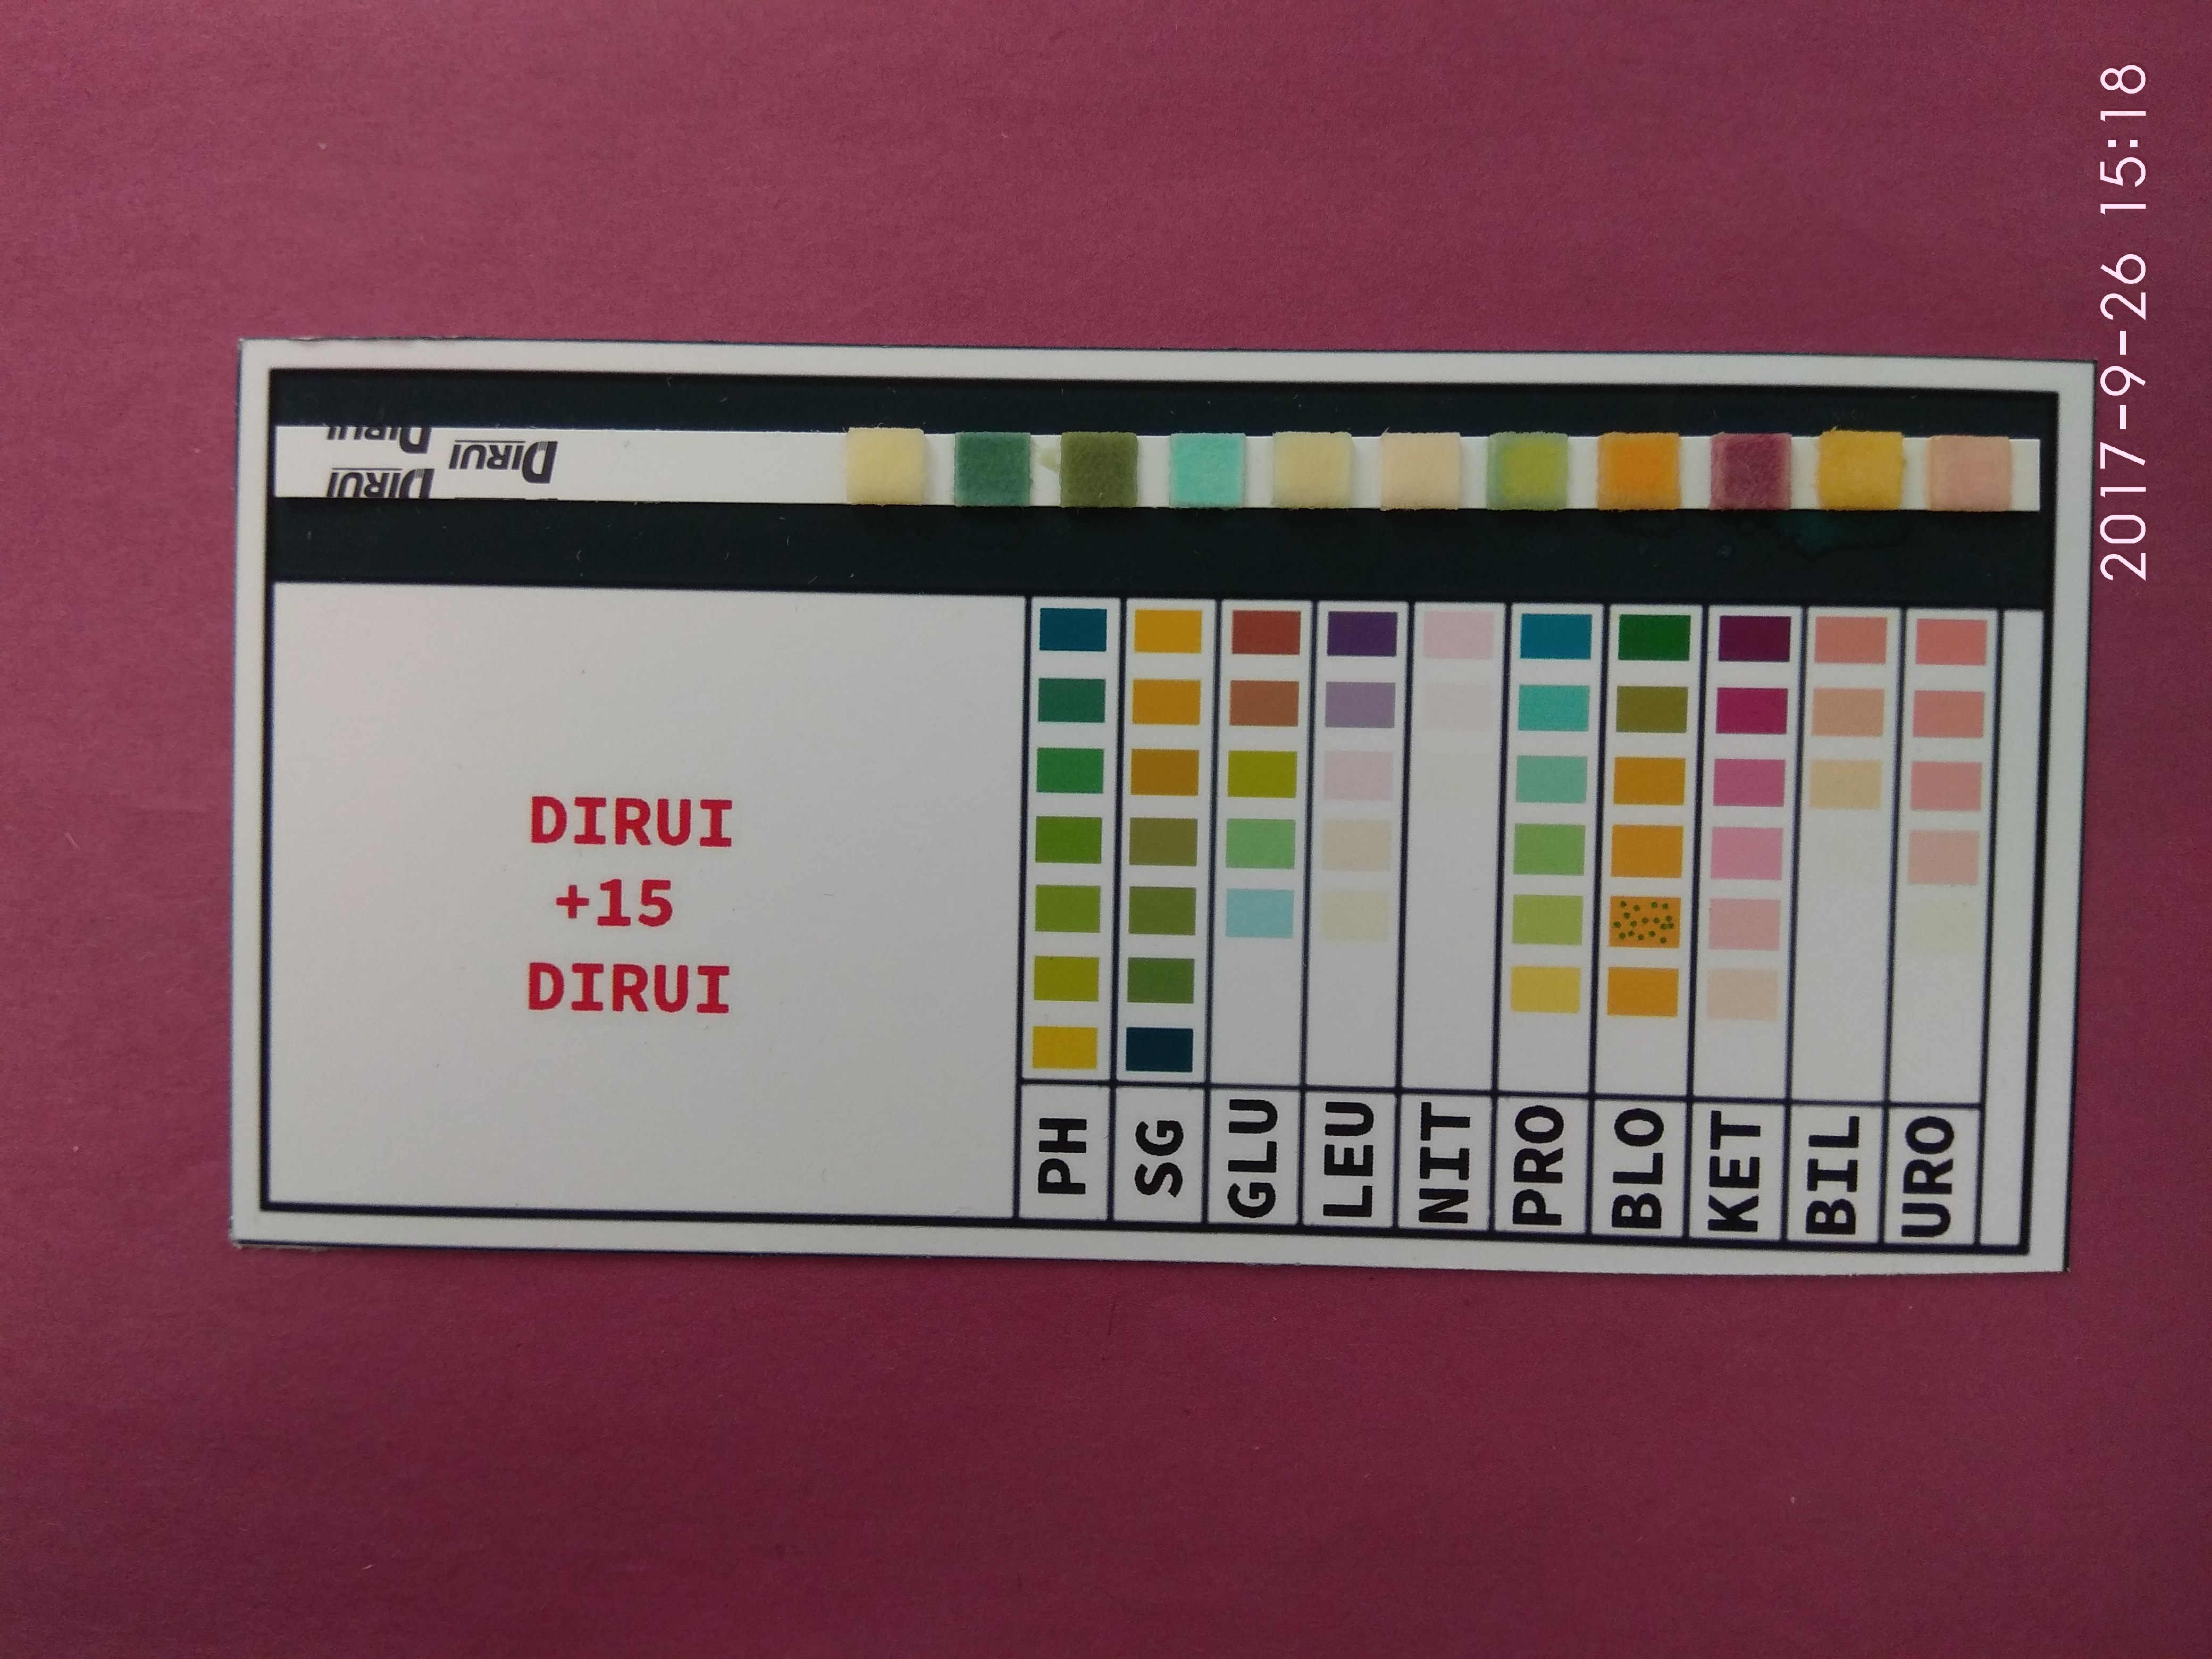 2017-9-26 15:18
DIRUI
DIRUI
DIRUI
DIRUI
+15
DIRUI
PH
SG
GLU
LEU
NIT
PRO
BLO
KET
BIL
URO